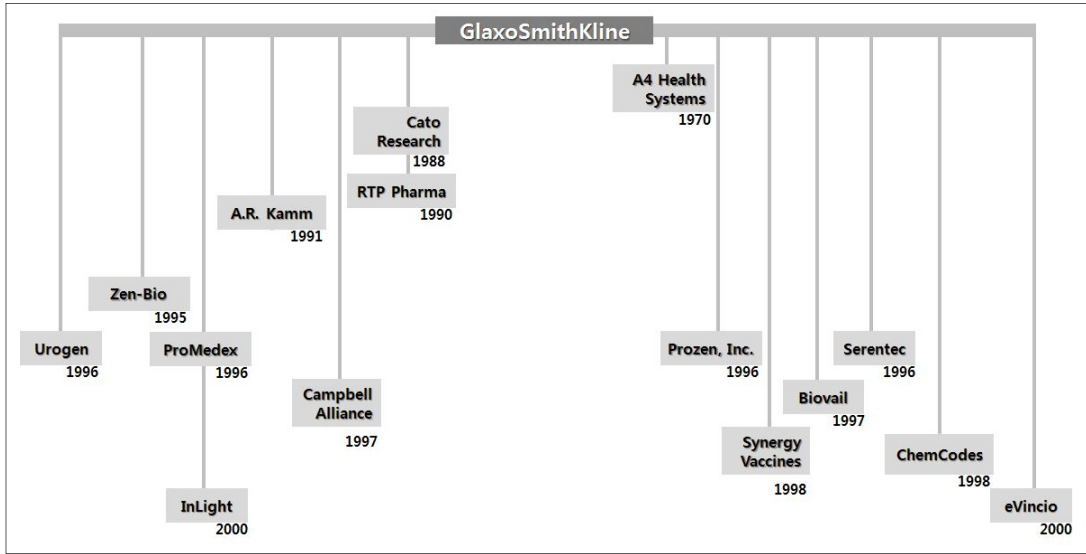 GlaxoSmithKline
A4 Health
Systems
1970
Cato
Research
1988
RTP Pharma
1990
A.R. Kamm
1991
Zen-Bio
1995
Urogen
1996
ProMedex
1996
Prozen, Inc.
1996
Serentec
1996
Campbell
Alliance
1997
Biovail
1997
Synergy
Vaccines
1998
ChemCodes
1998
InLight
2000
eVincio
2000